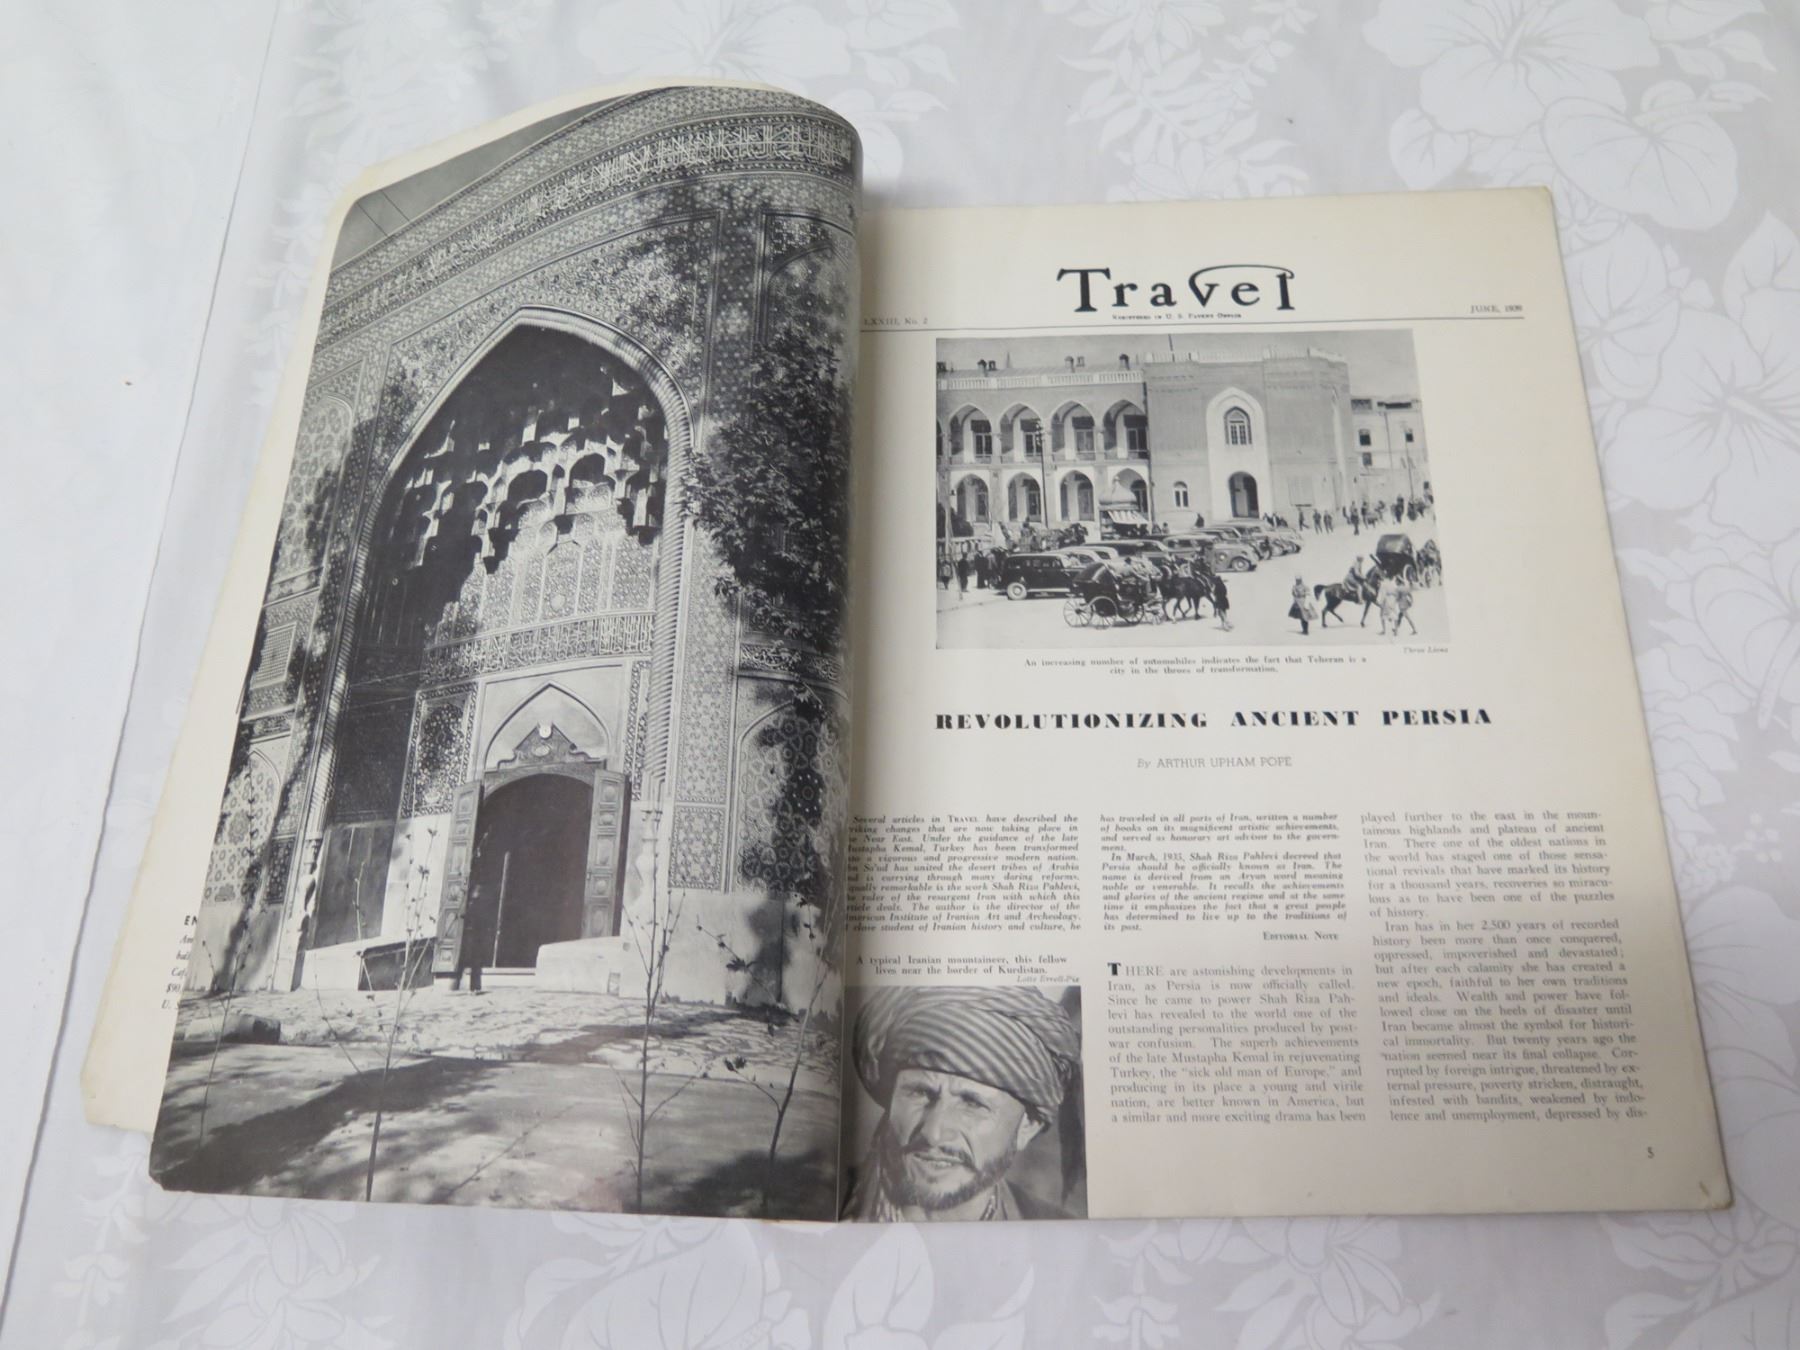 EN
Am
hal
Caf
$90
U. S
Travel
REGISTERED IN U. S. PATENT OFFICE
LXXIII, No. 2
JUNE, 1939
Three Lions
An increasing number of automobiles indicates the fact that Teheran is a
city in the throes of transformation.
REVOLUTIONIZING ANCIENT PERSIA
By ARTHUR UPHAM POPE
Several articles in TRAVEL have described the
riking changes that are now taking place in
e Near East. Under the guidance of the late
ustapha Kemal, Turkey has been transformed
to a vigorous and progressive modern nation.
n Sa'ud has united the desert tribes of Arabia
d is carrying through many daring reforms.
qually remarkable is the work Shah Riza Pahlevi,
e ruler of the resurgent Iran with which this
rticle deals. The author is the director of the
merican Institute of Iranian Art and Archeology.
close student of Iranian history and culture, he
has traveled in all parts of Iran, written a number
of books on its magnificent artistic achievements,
and served as honorary art advisor to the govern-
ment.
In March, 1935, Shah Riza Pahlevi decreed that
Persia should be officially known as Iran. The
name is derived from an Aryan word meaning
noble or venerable. It recalls the achievements
and glories of the ancient regime and at the same
time it emphasizes the fact that a great people
has determined to live up to the traditions of
its past.
EDITORIAL NOTE
A typical Iranian mountaineer, this fellow
lives near the border of Kurdistan.
Lotte Errell-Pix
THERE are astonishing developments in
Iran, as Persia is now officially called.
Since he came to power Shah Riza Pah-
levi has revealed to the world one of the
outstanding personalities produced by post-
war confusion. The superb achievements
of the late Mustapha Kemal in rejuvenating
Turkey, the "sick old man of Europe," and
producing in its place a young and virile
nation, are better known in America, but
a similar and more exciting drama has been
played further to the east in the moun-
tainous highlands and plateau of ancient
Iran. There one of the oldest nations in
the world has staged one of those sensa-
tional revivals that have marked its history
for a thousand years, recoveries so miracu-
lous as to have been one of the puzzles
of history.
Iran has in her 2,500 years of recorded
history been more than once conquered,
oppressed, impoverished and devastated;
but after each calamity she has created a
new epoch, faithful to her own traditions
and ideals. Wealth and power have fol-
lowed close on the heels of disaster until
Iran became almost the symbol for histori-
cal immortality. But twenty years ago the
nation seemed near its final collapse. Cor-
rupted by foreign intrigue, threatened by ex-
ternal pressure, poverty stricken, distraught,
infested with bandits, weakened by indo-
lence and unemployment, depressed by dis-
5